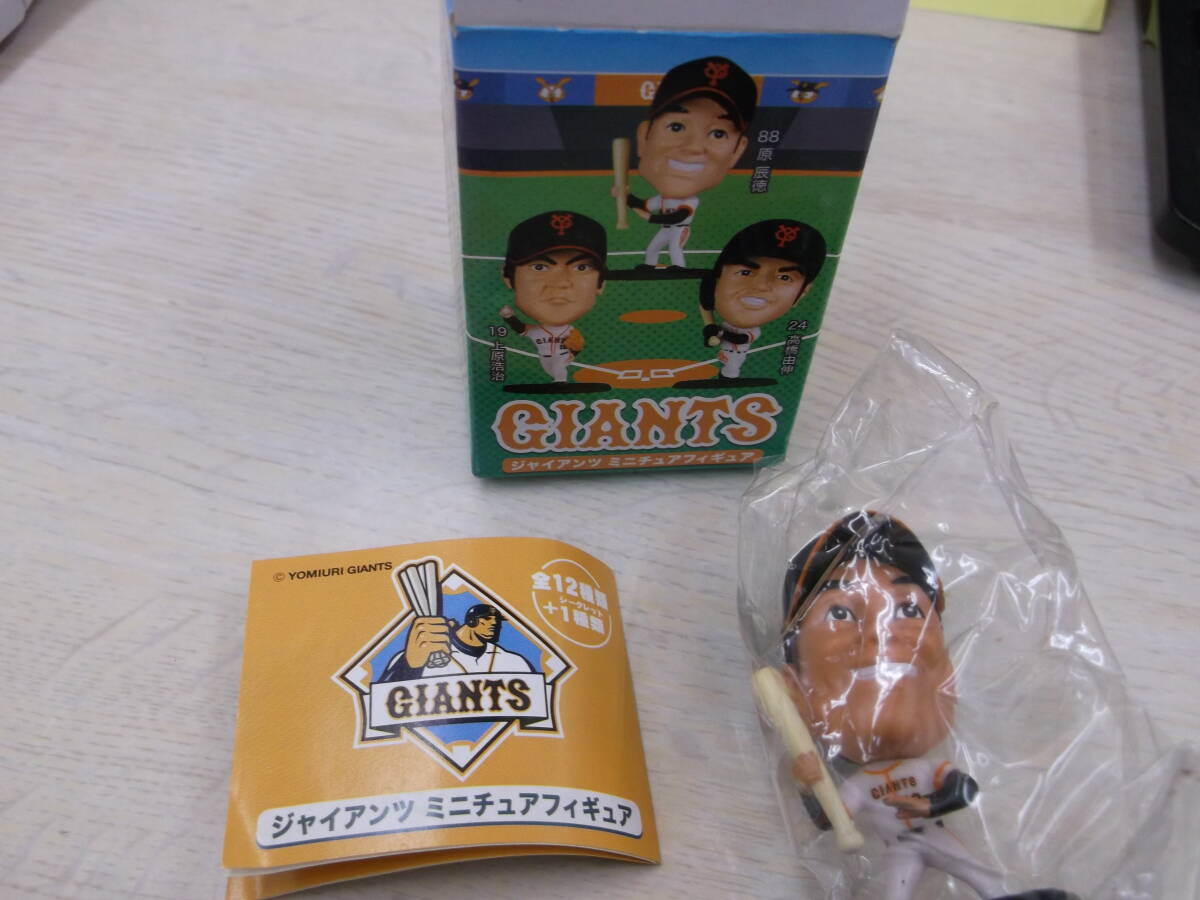 88 原 辰徳
19 上原浩治
24 高橋由伸
GIANTS
ジャイアンツ ミニチュアフィギュア
© YOMIURI GIANTS
全12種類
シークレット
+1種類
GIANTS
ジャイアンツ ミニチュアフィギュア
GIANTS